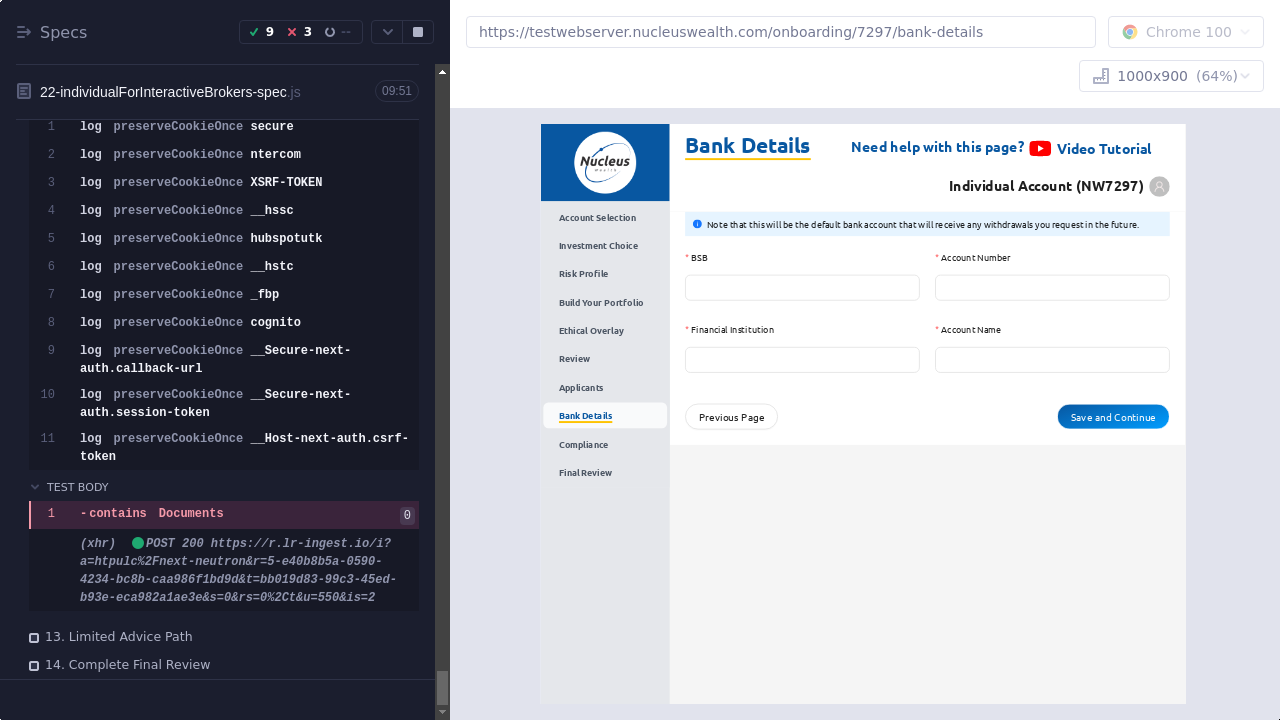 Specs
9
3
--
22-individualForInteractiveBrokers-spec.js
09:51
1 log preserveCookieOnce secure
2 log preserveCookieOnce ntercom
3 log preserveCookieOnce XSRF-TOKEN
4 log preserveCookieOnce __hssc
5 log preserveCookieOnce hubspotutk
6 log preserveCookieOnce __hstc
7 log preserveCookieOnce _fbp
8 log preserveCookieOnce cognito
9 log preserveCookieOnce __Secure-next-
auth.callback-url
10 log preserveCookieOnce __Secure-next-
auth.session-token
11 log preserveCookieOnce __Host-next-auth.csrf-
token
TEST BODY
1 -contains Documents 0
(xhr) POST 200 https://r.lr-ingest.io/i?
a=htpulc%2Fnext-neutron&r=5-e40b8b5a-0590-
4234-bc8b-caa986f1bd9d&t=bb019d83-99c3-45ed-
b93e-eca982a1ae3e&s=0&rs=0%2Ct&u=550&is=2
13. Limited Advice Path
14. Complete Final Review
https://testwebserver.nucleuswealth.com/onboarding/7297/bank-details
Chrome 100
1000x900 (64%)
Nucleus
Wealth
Account Selection
Investment Choice
Risk Profile
Build Your Portfolio
Ethical Overlay
Review
Applicants
Bank Details
Compliance
Final Review
Bank Details
Need help with this page? Video Tutorial
Individual Account (NW7297)
Note that this will be the default bank account that will receive any withdrawals you request in the future.
* BSB
* Account Number
* Financial Institution
* Account Name
Previous Page
Save and Continue